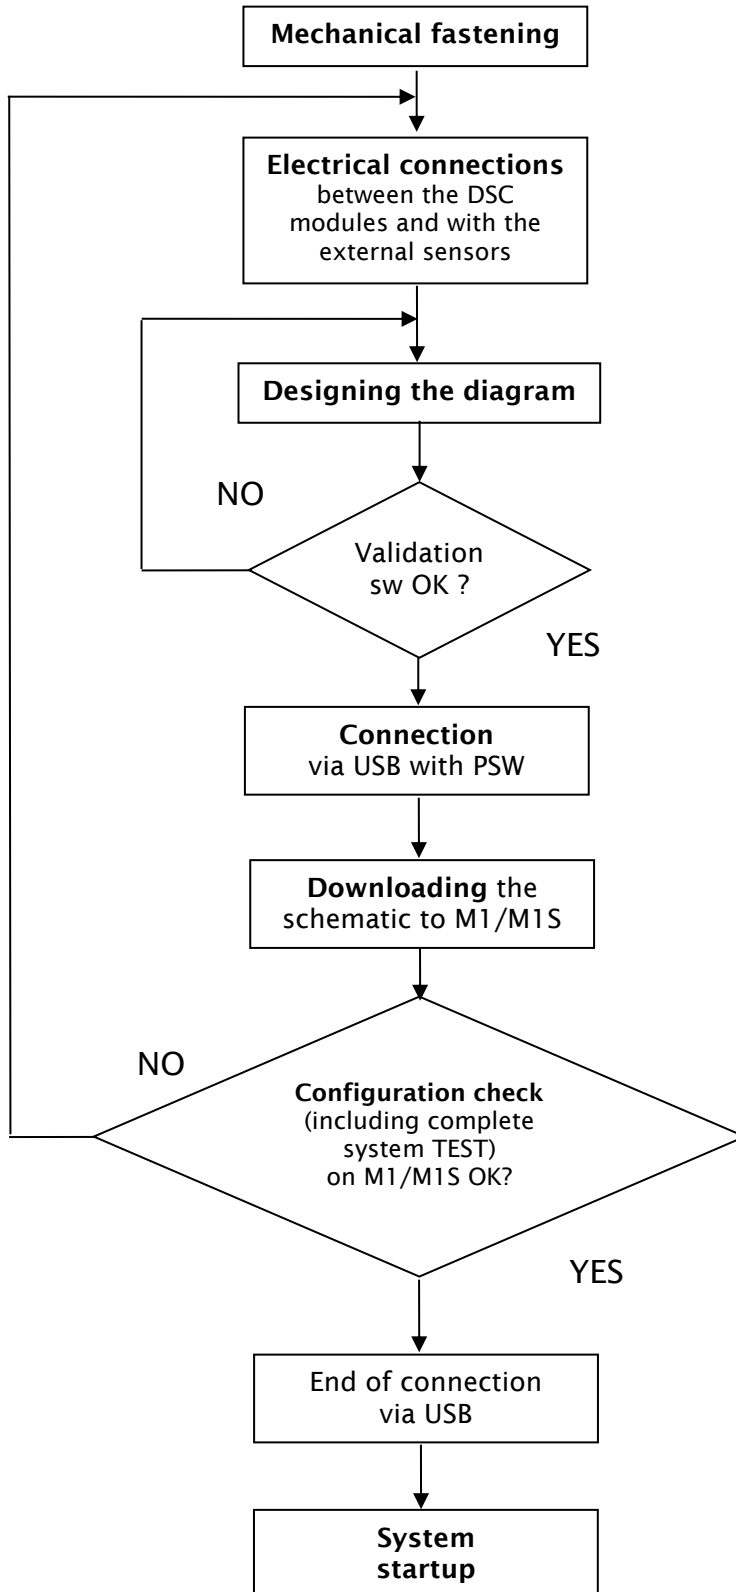 Mechanical fastening
Electrical connections
between the DSC
modules and with the
external sensors
Designing the diagram
NO
Validation
sw OK ?
YES
Connection
via USB with PSW
Downloading the
schematic to M1/M1S
NO
Configuration check
(including complete
system TEST)
on M1/M1S OK?
YES
End of connection
via USB
System
startup